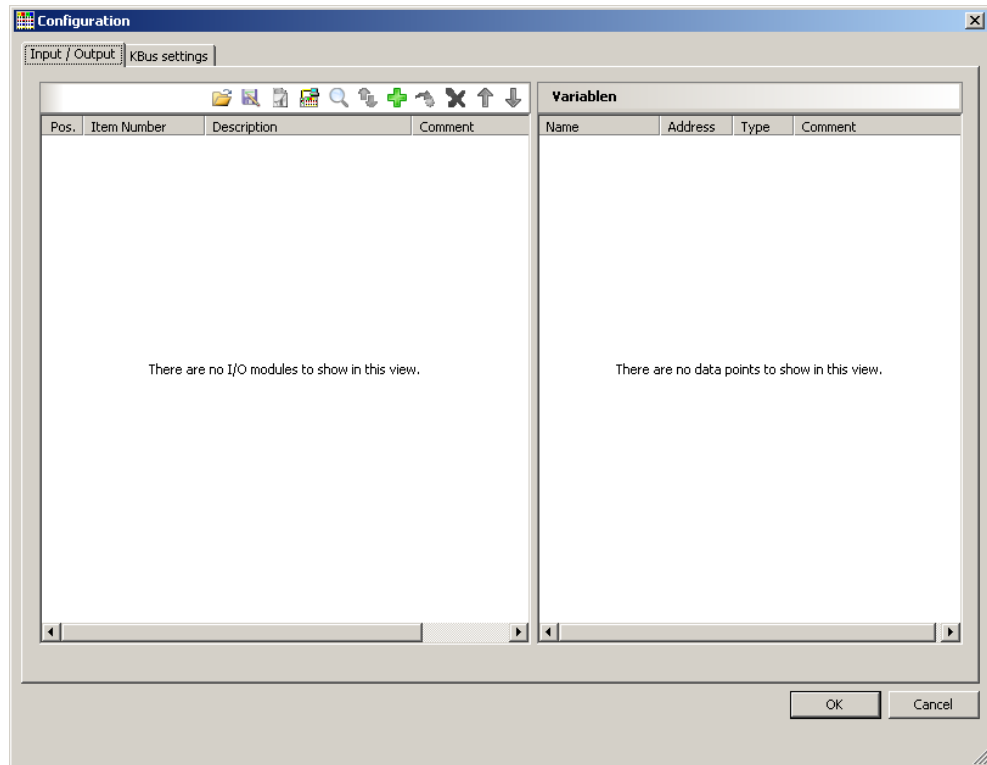 Configuration
Input / Output KBus settings
Variablen
Pos. Item Number Description Comment
Name Address Type Comment
There are no I/O modules to show in this view.
There are no data points to show in this view.
OK Cancel